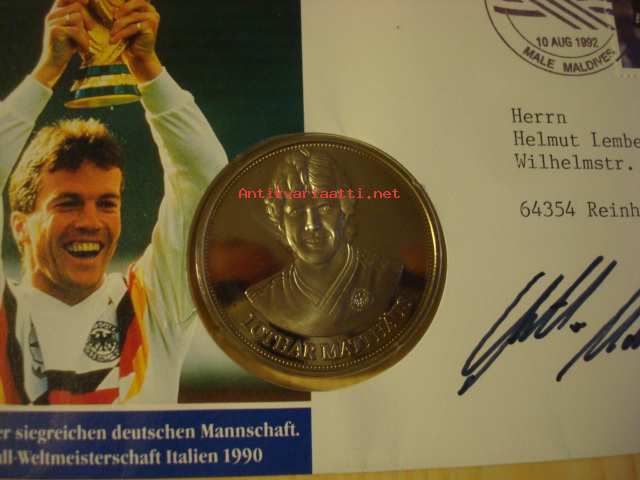 10 AUG 1992
MALE MALDIVES
Herrn
Helmut Lembe
Wilhelmstr.
64354 Reinh
Antikvariaatti.net
LOTHAR MATTHÄUS
er siegreichen deutschen Mannschaft.
all-Weltmeisterschaft Italien 1990